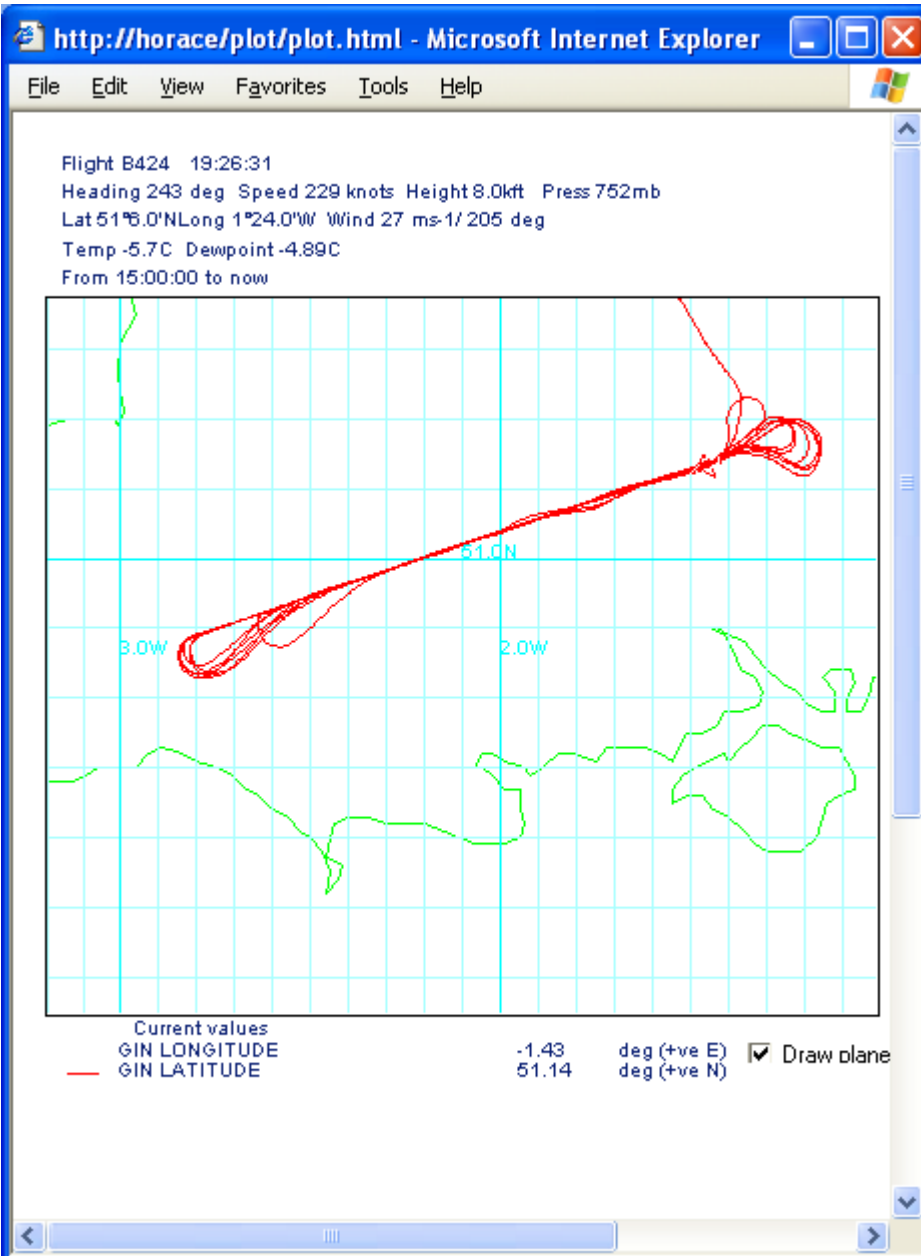 http://horace/plot/plot.html - Microsoft Internet Explorer
File Edit View Favorites Tools Help
Flight B424 19:26:31
Heading 243 deg Speed 229 knots Height 8.0kft Press 752mb
Lat 51°6.0'NLong 1°24.0'W Wind 27 ms-1/ 205 deg
Temp -5.7C Dewpoint -4.89C
From 15:00:00 to now
51.0N
3.0W 2.0W
Current values
GIN LONGITUDE -1.43 deg (+ve E)
GIN LATITUDE 51.14 deg (+ve N)
Draw plane